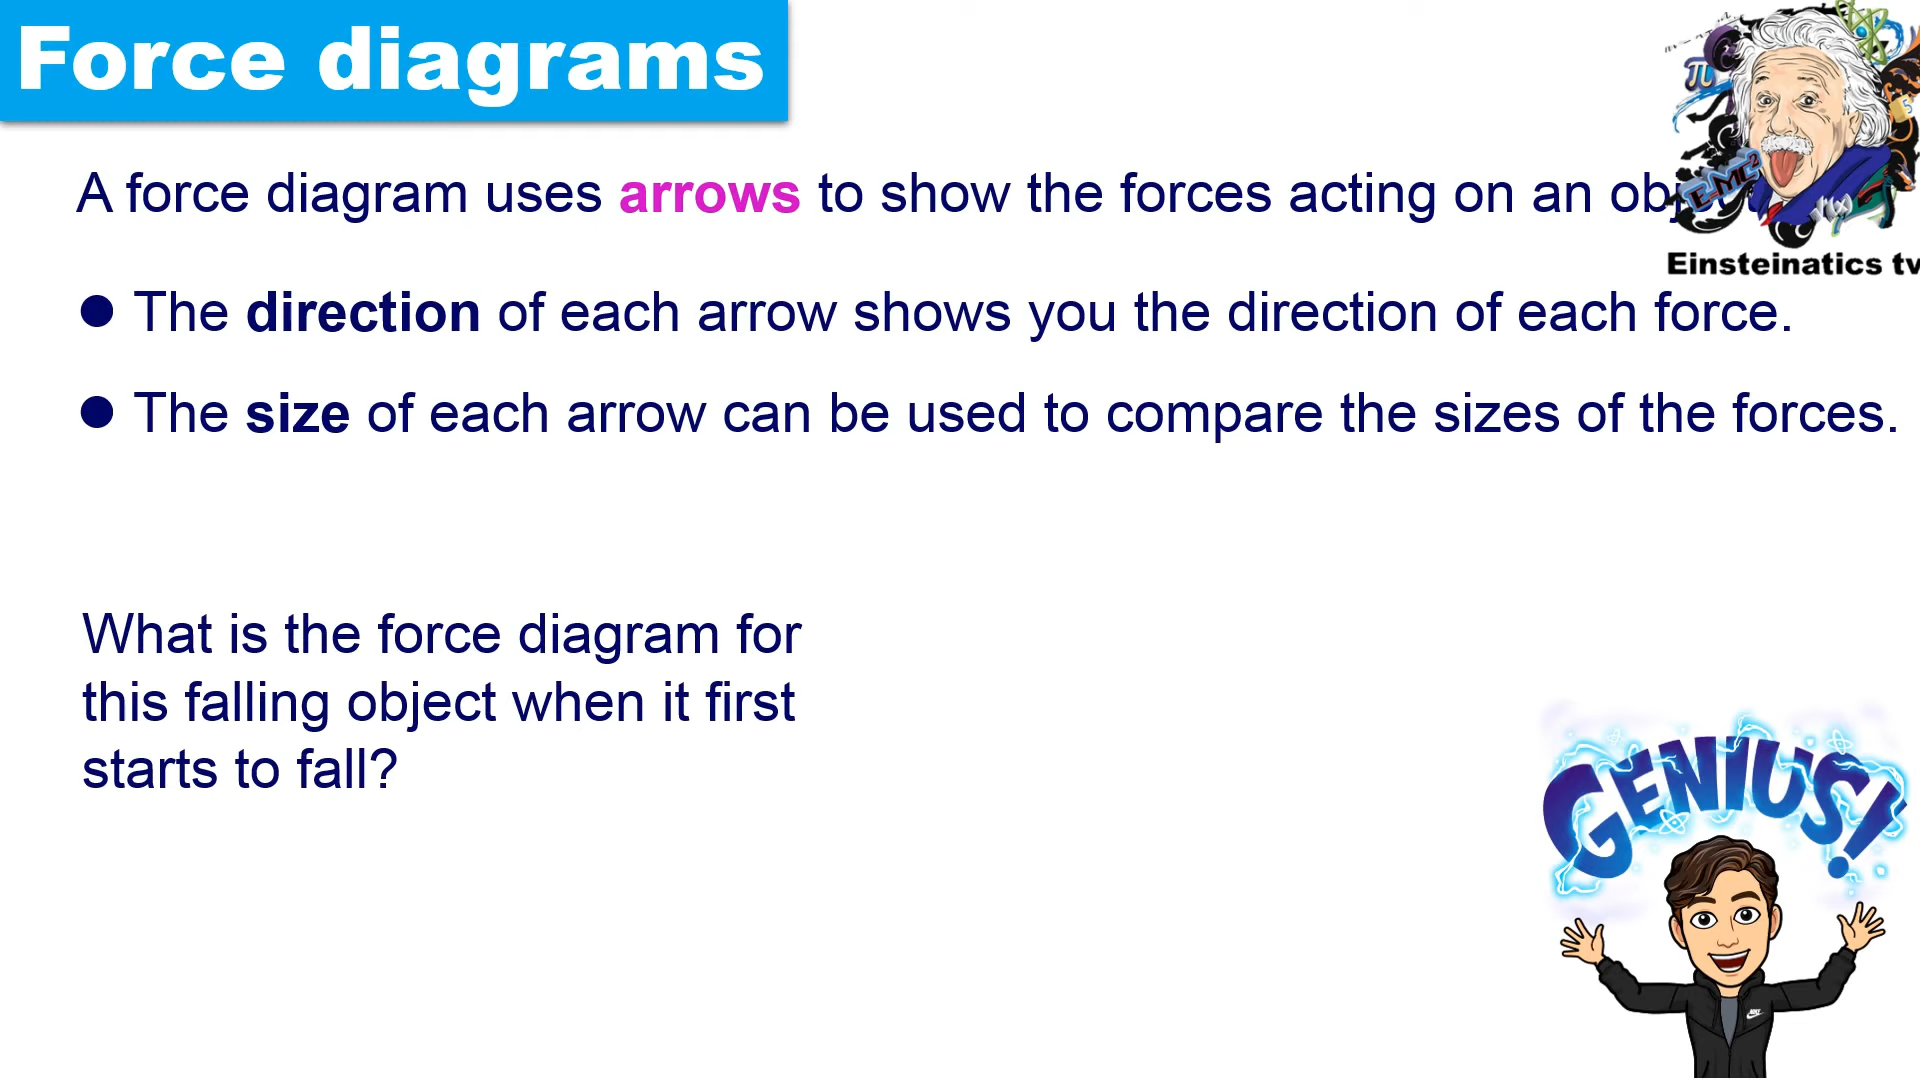 Force diagrams
A force diagram uses arrows to show the forces acting on an
Einsteinatics tv
● The direction of each arrow shows you the direction of each force.
● The size of each arrow can be used to compare the sizes of the forces.
What is the force diagram for
this falling object when it first
starts to fall?
GENIUS!